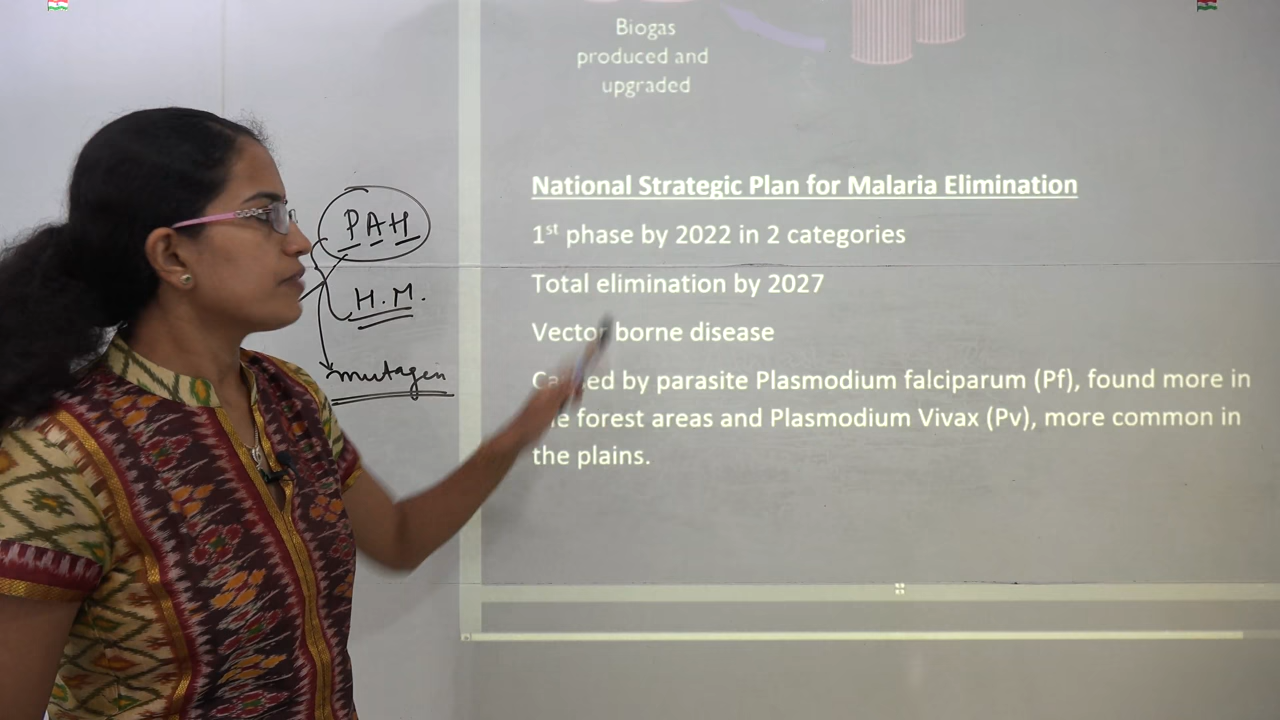 Biogas
produced and
upgraded
National Strategic Plan for Malaria Elimination
1st phase by 2022 in 2 categories
Total elimination by 2027
Vector borne disease
Caused by parasite Plasmodium falciparum (Pf), found more in
the forest areas and Plasmodium Vivax (Pv), more common in
the plains.
PAH
H.M.
mutagen